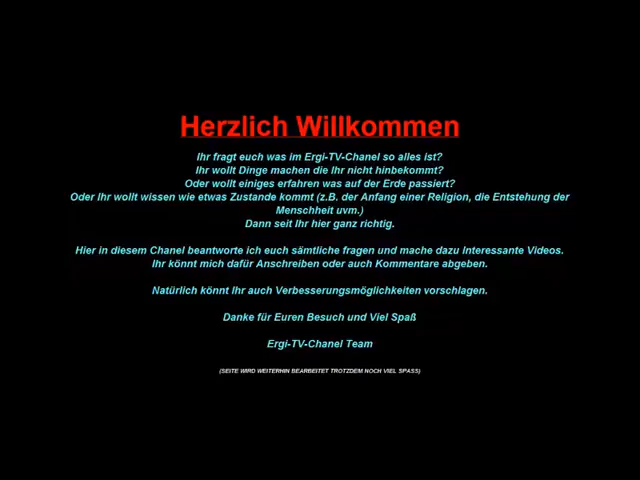 Herzlich Willkommen
Ihr fragt euch was im Ergi-TV-Chanel so alles ist?
Ihr wollt Dinge machen die Ihr nicht hinbekommt?
Oder wollt einiges erfahren was auf der Erde passiert?
Oder Ihr wollt wissen wie etwas Zustande kommt (z.B. der Anfang einer Religion, die Entstehung der
Menschheit uvm.)
Dann seit Ihr hier ganz richtig.
Hier in diesem Chanel beantworte ich euch sämtliche fragen und mache dazu Interessante Videos.
Ihr könnt mich dafür Anschreiben oder auch Kommentare abgeben.
Natürlich könnt Ihr auch Verbesserungsmöglichkeiten vorschlagen.
Danke für Euren Besuch und Viel Spaß
Ergi-TV-Chanel Team
(SEITE WIRD WEITERHIN BEARBEITET TROTZDEM NOCH VIEL SPASS)